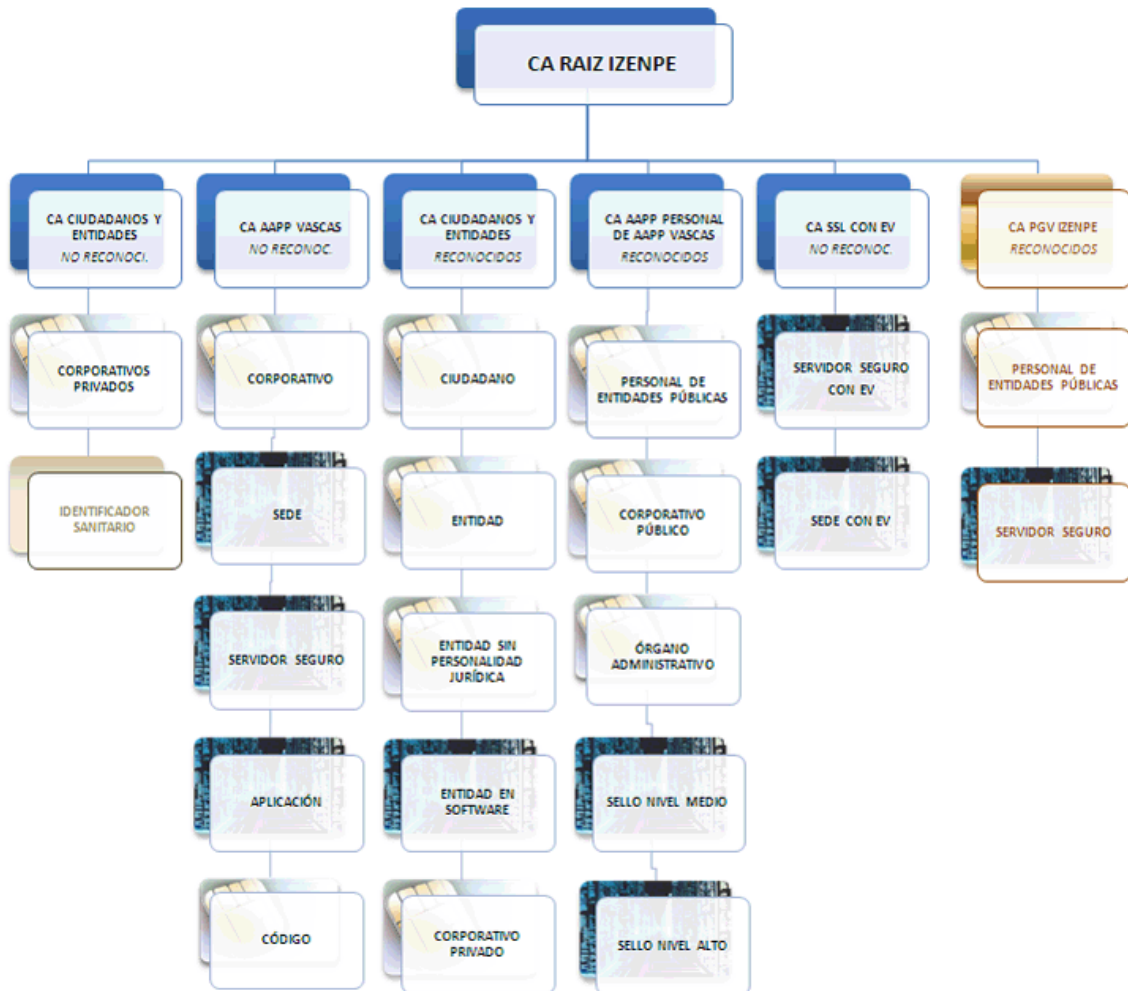 CA RAIZ IZENPE
CA CIUDADANOS Y
ENTIDADES
NO RECONOCI.
CA AAPP VASCAS
NO RECONOC.
CA CIUDADANOS Y
ENTIDADES
RECONOCIDOS
CA AAPP PERSONAL
DE AAPP VASCAS
RECONOCIDOS
CA SSL CON EV
NO RECONOC.
CA PGV IZENPE
RECONOCIDOS
CORPORATIVOS
PRIVADOS
CORPORATIVO
CIUDADANO
PERSONAL DE
ENTIDADES PÚBLICAS
SERVIDOR SEGURO
CON EV
PERSONAL DE
ENTIDADES PÚBLICAS
IDENTIFICADOR
SANITARIO
SEDE
ENTIDAD
CORPORATIVO
PÚBLICO
SEDE CON EV
SERVIDOR SEGURO
SERVIDOR SEGURO
ENTIDAD SIN
PERSONALIDAD
JURÍDICA
ÓRGANO
ADMINISTRATIVO
APLICACIÓN
ENTIDAD EN
SOFTWARE
SELLO NIVEL MEDIO
CÓDIGO
CORPORATIVO
PRIVADO
SELLO NIVEL ALTO